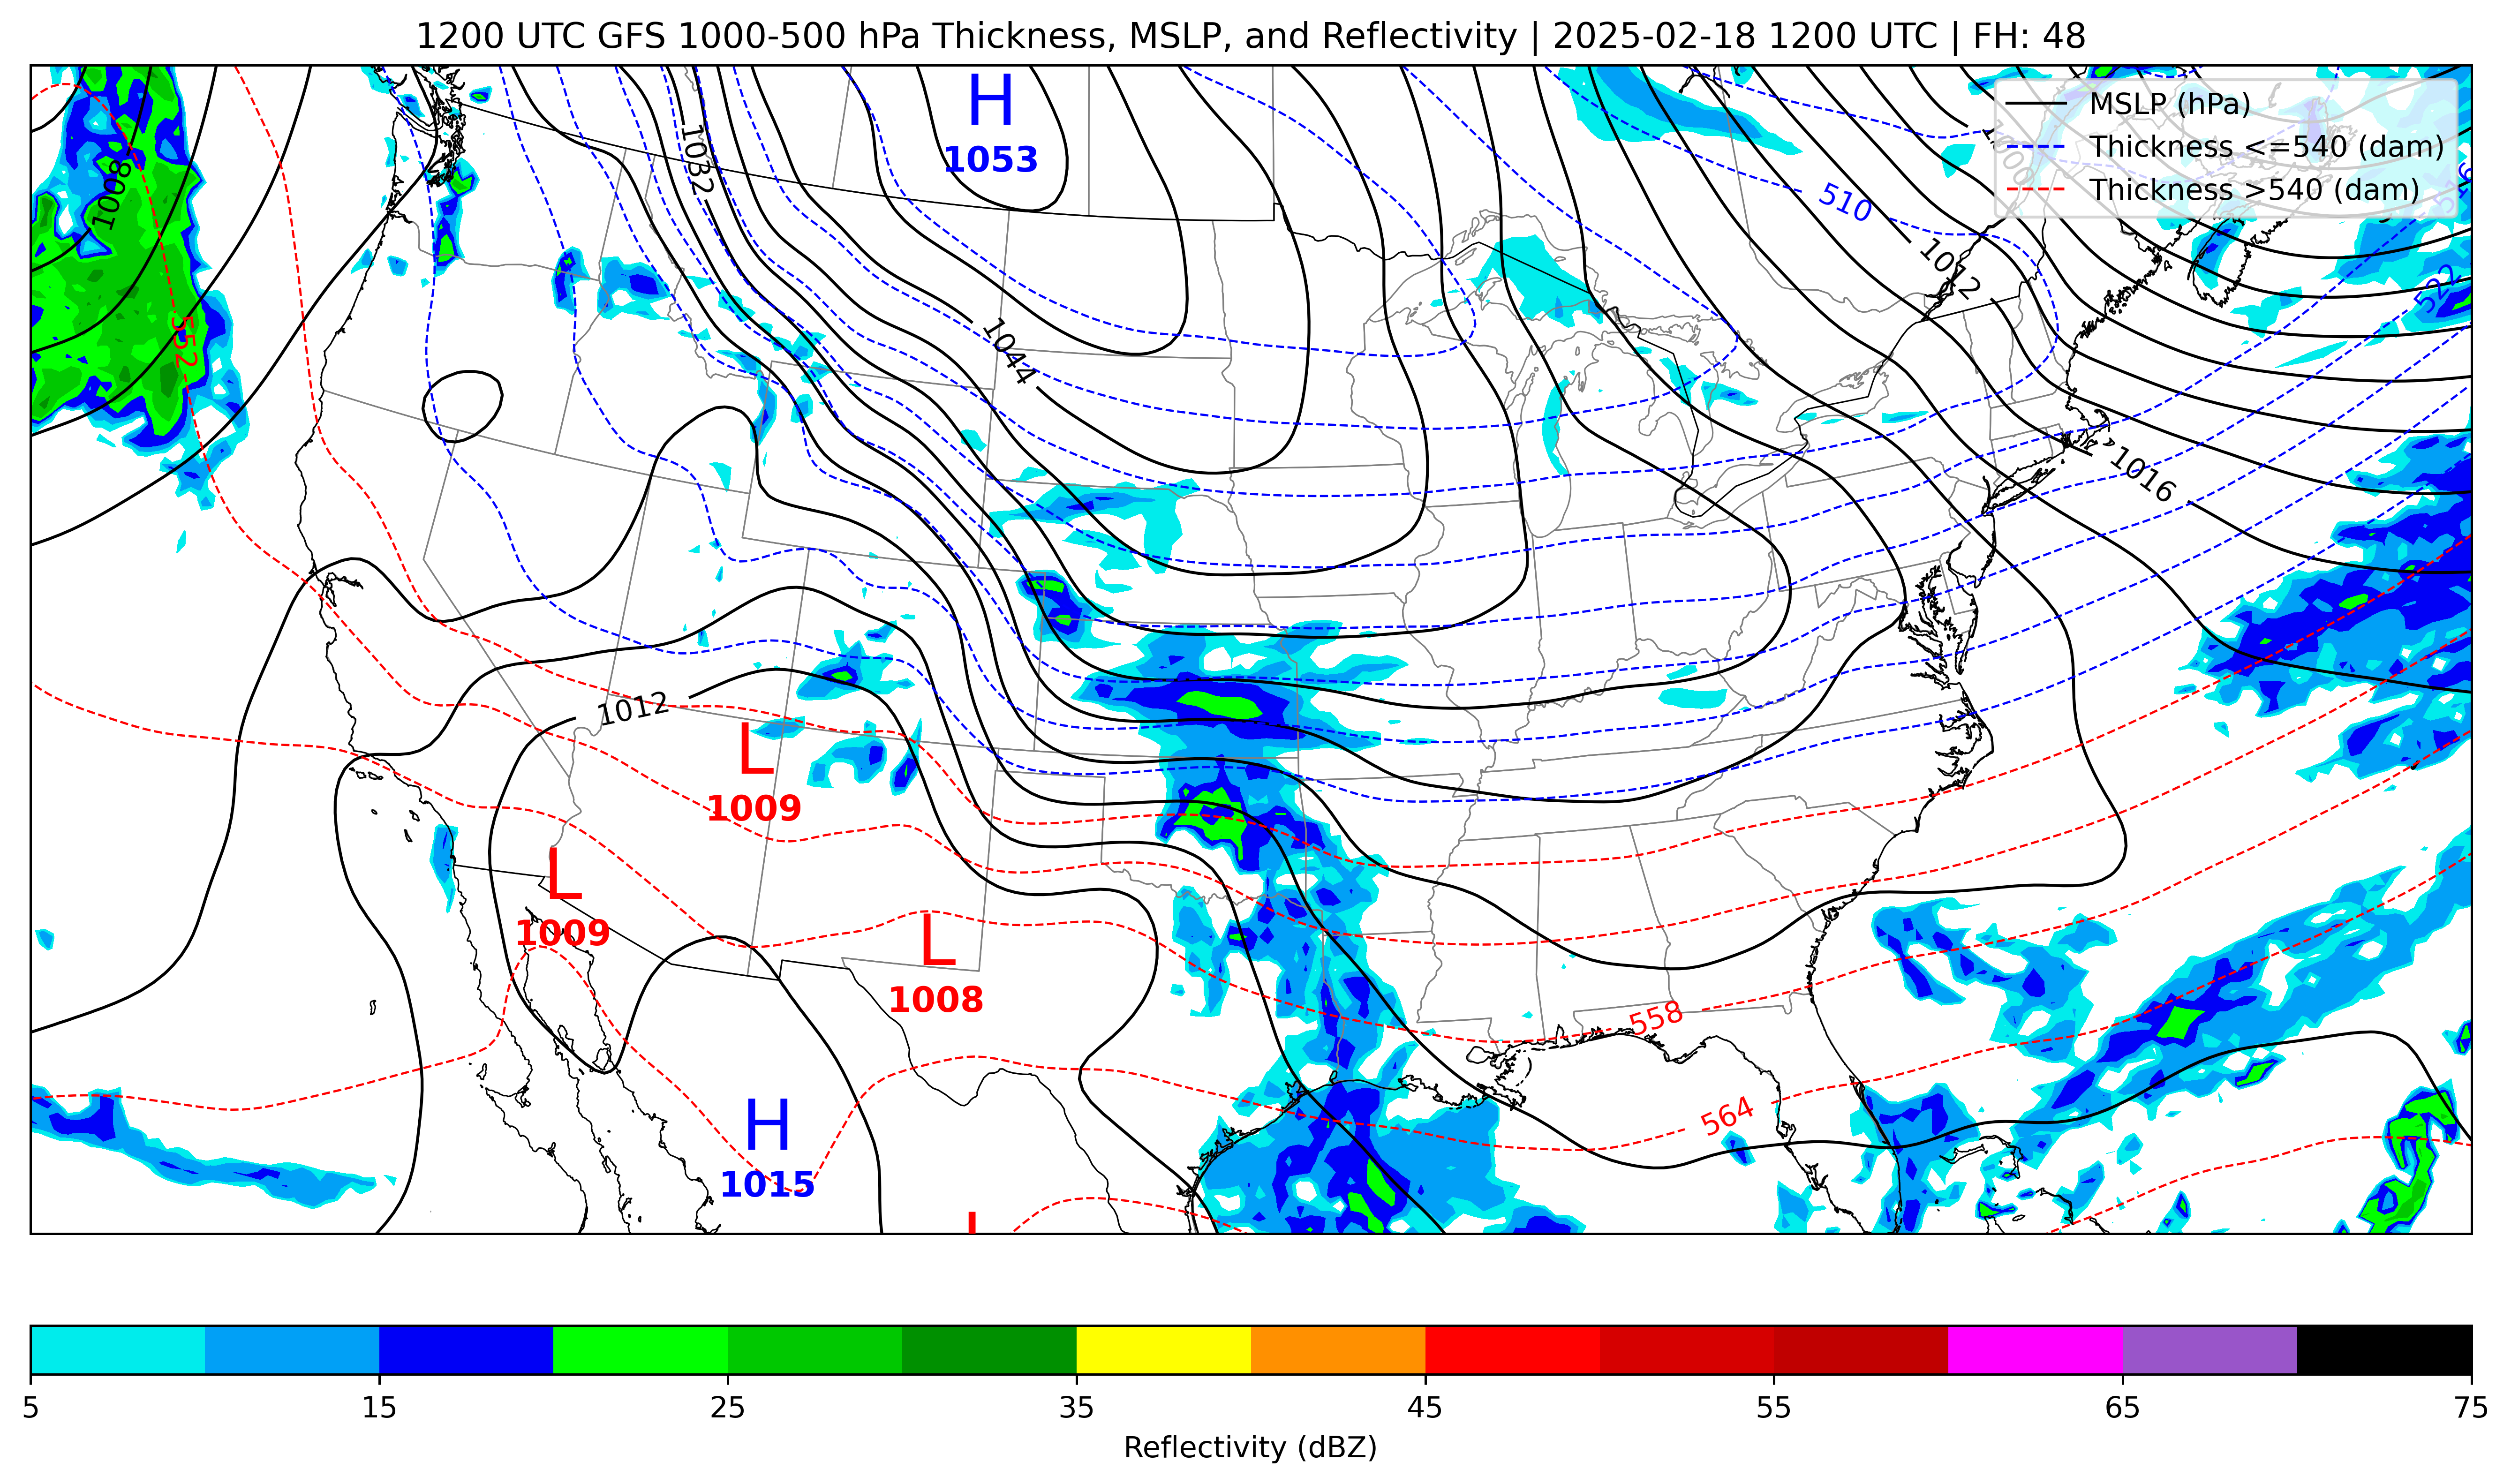 1200 UTC GFS 1000-500 hPa Thickness, MSLP, and Reflectivity | 2025-02-18 1200 UTC | FH: 48
MSLP (hPa)
Thickness <=540 (dam)
Thickness >540 (dam)
H
1053
1008
1032
510
1000
516
1012
522
552
1044
1016
1012
L
1009
L
1009
L
1008
558
564
H
1015
5 15 25 35 45 55 65 75
Reflectivity (dBZ)